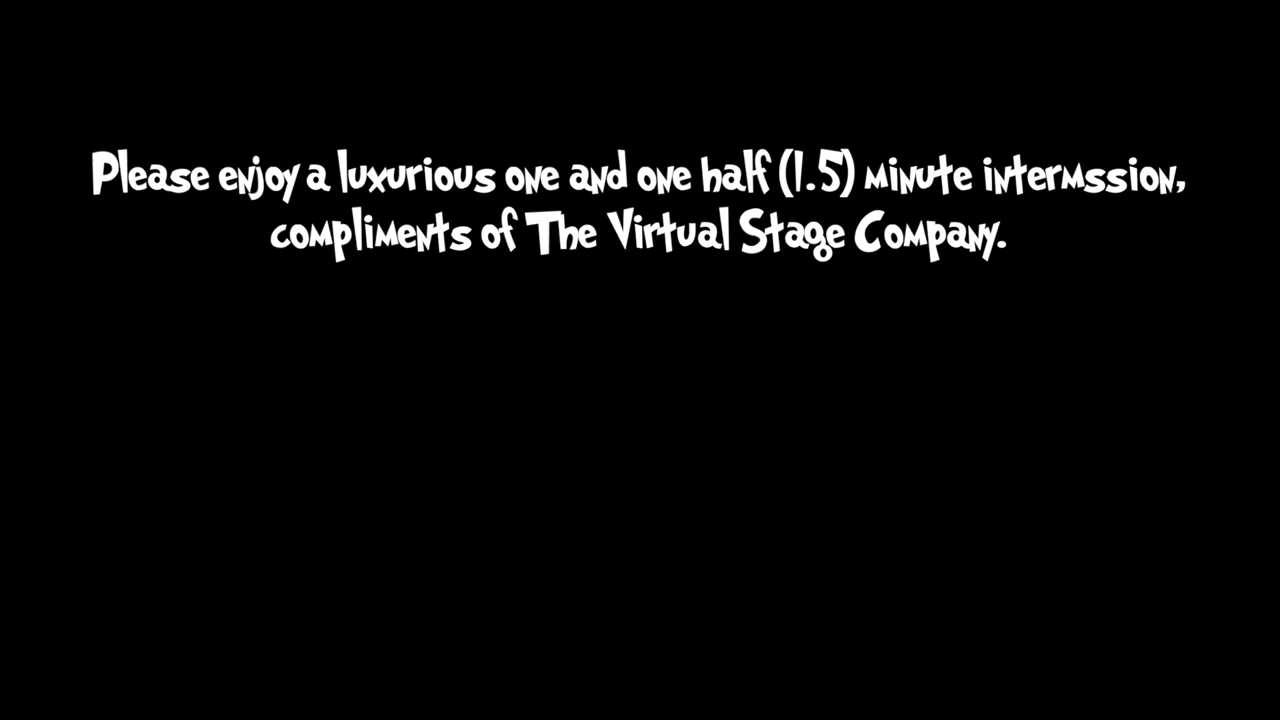 Please enjoy a luxurious one and one half (1.5) minute intermssion,
compliments of The Virtual Stage Company.